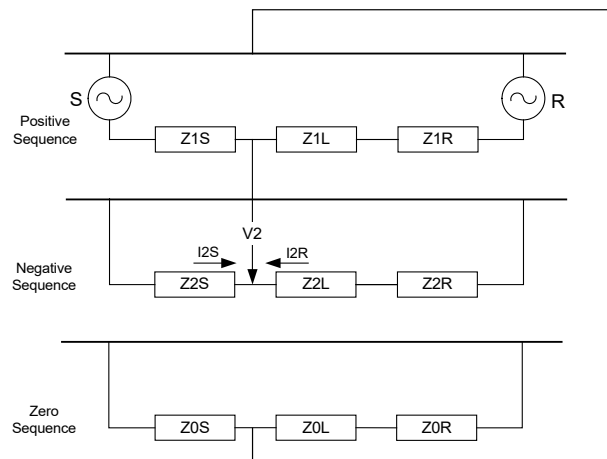 S
R
Positive
Sequence
Z1S
Z1L
Z1R
V2
I2S
I2R
Negative
Sequence
Z2S
Z2L
Z2R
Zero
Sequence
Z0S
Z0L
Z0R